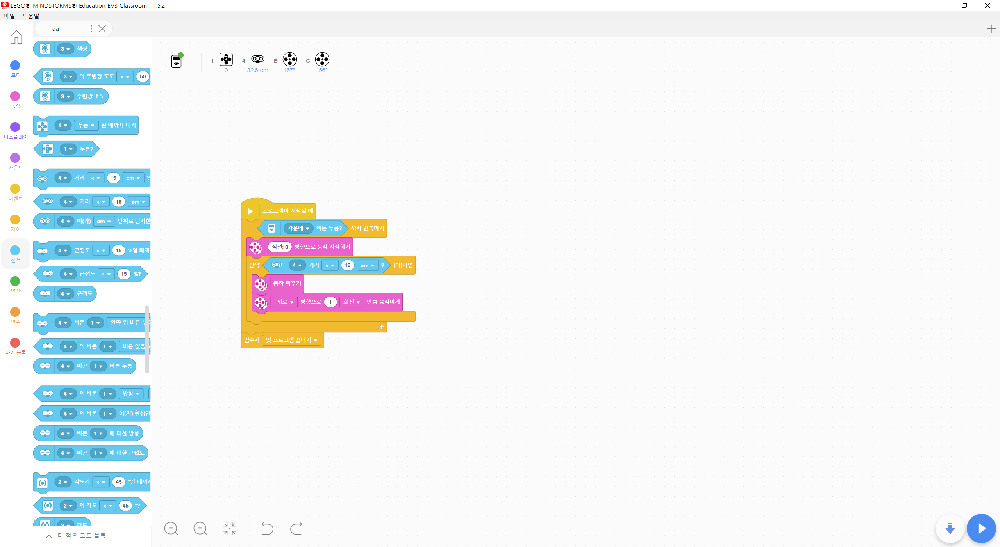 LEGO® MINDSTORMS® Education EV3 Classroom - 1.5.2
파일 도움말
aa
모터
동작
디스플레이
사운드
이벤트
제어
센서
연산
변수
마이 블록
3 색상
3 의 주변광 조도 < 50
3 주변광 조도
1 누름 일 때까지 대기
1 누름?
4 거리 < 15 cm 일
4 거리 < 15 cm
4 이(가) cm 단위로 탐지한
4 근접도 < 15 %일 때까
4 근접도 < 15 %?
4 근접도
4 비콘 1 왼쪽 위 버튼
4 의 비콘 1 버튼 없음
4 비콘 1 버튼 누름
4 의 비콘 1 방향
4 의 비콘 1 이(가) 활성인
4 비콘 1 에 대한 방향
4 비콘 1 에 대한 근접도
2 각도가 < 45 °일 때까지
2 의 각도 < 45 °?
더 적은 코드 블록
1 4 B C
0 32.6 cm 167° 156°
프로그램이 시작될 때
가운데 버튼 누름? 까지 반복하기
직선: 0 방향으로 동작 시작하기
만약 4 거리 < 15 cm ? (이)라면
동작 멈추기
뒤로 방향으로 1 회전 만큼 움직이기
멈추기 및 프로그램 끝내기